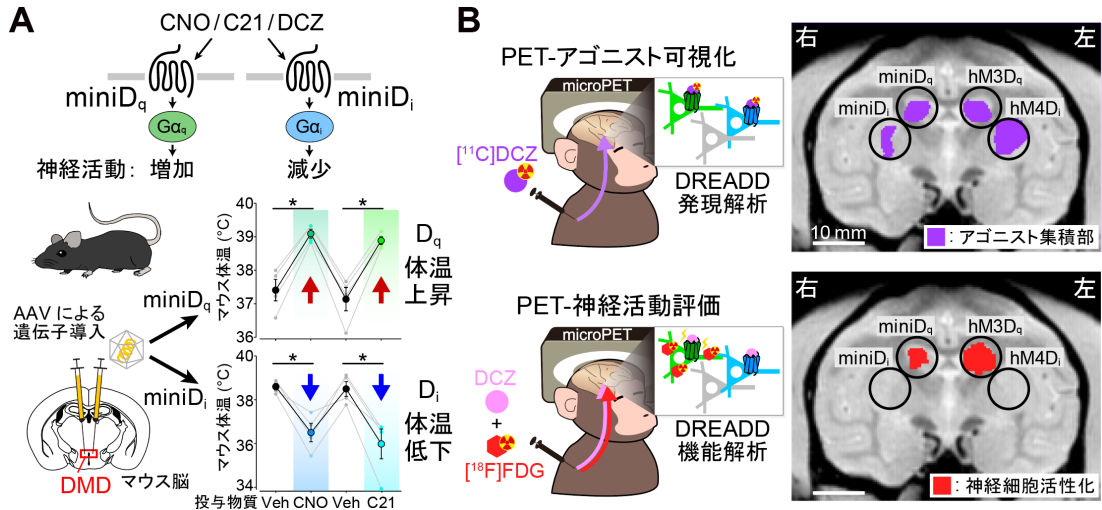 A
CNO / C21 / DCZ
miniDq
miniDi
Gαq
Gαi
神経活動： 増加
減少
AAV による
遺伝子導入
miniDq
miniDi
DMD
マウス脳
マウス体温 (°C)
40
39
38
37
36
*
*
Dq
体温
上昇
マウス体温 (°C)
40
38
36
34
*
*
Di
体温
低下
投与物質 Veh CNO Veh C21
B
PET-アゴニスト可視化
microPET
[¹¹C]DCZ
DREADD
発現解析
右
左
miniDq
hM3Dq
miniDi
hM4Di
10 mm
：アゴニスト集積部
PET-神経活動評価
microPET
DCZ
+
[¹⁸F]FDG
DREADD
機能解析
右
左
miniDq
hM3Dq
miniDi
hM4Di
：神経細胞活性化